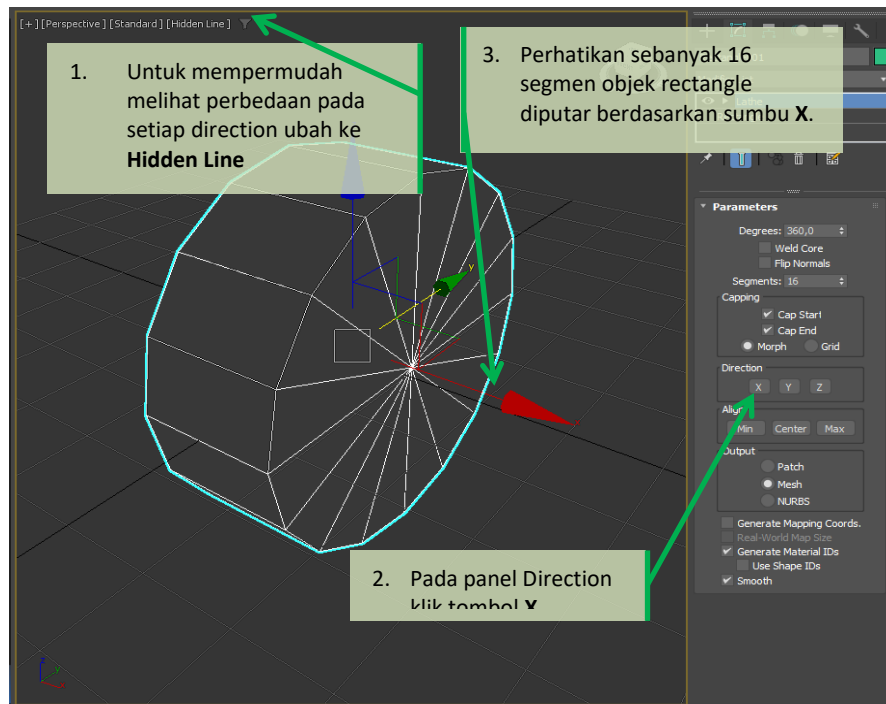 [+] [Perspective ] [Standard ] [Hidden Line ]
1. Untuk mempermudah
melihat perbedaan pada
setiap direction ubah ke
Hidden Line
3. Perhatikan sebanyak 16
segmen objek rectangle
diputar berdasarkan sumbu X.
Lathe
Parameters
Degrees: 360,0
Weld Core
Flip Normals
Segments: 16
Capping
Cap Start
Cap End
Morph Grid
Direction
X Y Z
Align
Min Center Max
Output
Patch
Mesh
NURBS
Generate Mapping Coords.
Real-World Map Size
Generate Material IDs
Use Shape IDs
Smooth
2. Pada panel Direction
klik tombol X
y
x
z
y